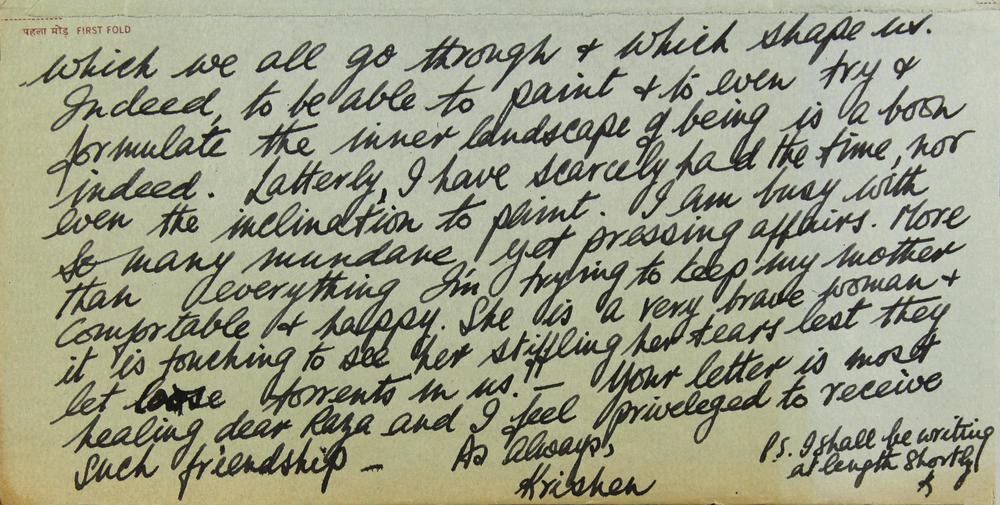 पहला मोड़ FIRST FOLD
which we all go through & which shape us.
Indeed, to be able to paint & to even try &
formulate the inner landscape of being is a boon
indeed. Latterly, I have scarcely had the time, nor
even the inclination to paint. I am busy with
so many mundane, yet pressing affairs. More
than everything I'm trying to keep my mother
comfortable & happy. She is a very brave woman &
it is touching to see her stiffling her tears lest they
let loose torrents in us.!! — Your letter is most
healing dear Raza and I feel priveleged to receive
such friendship — As always,
Krishen
P.S. I shall be writing
at length shortly
K